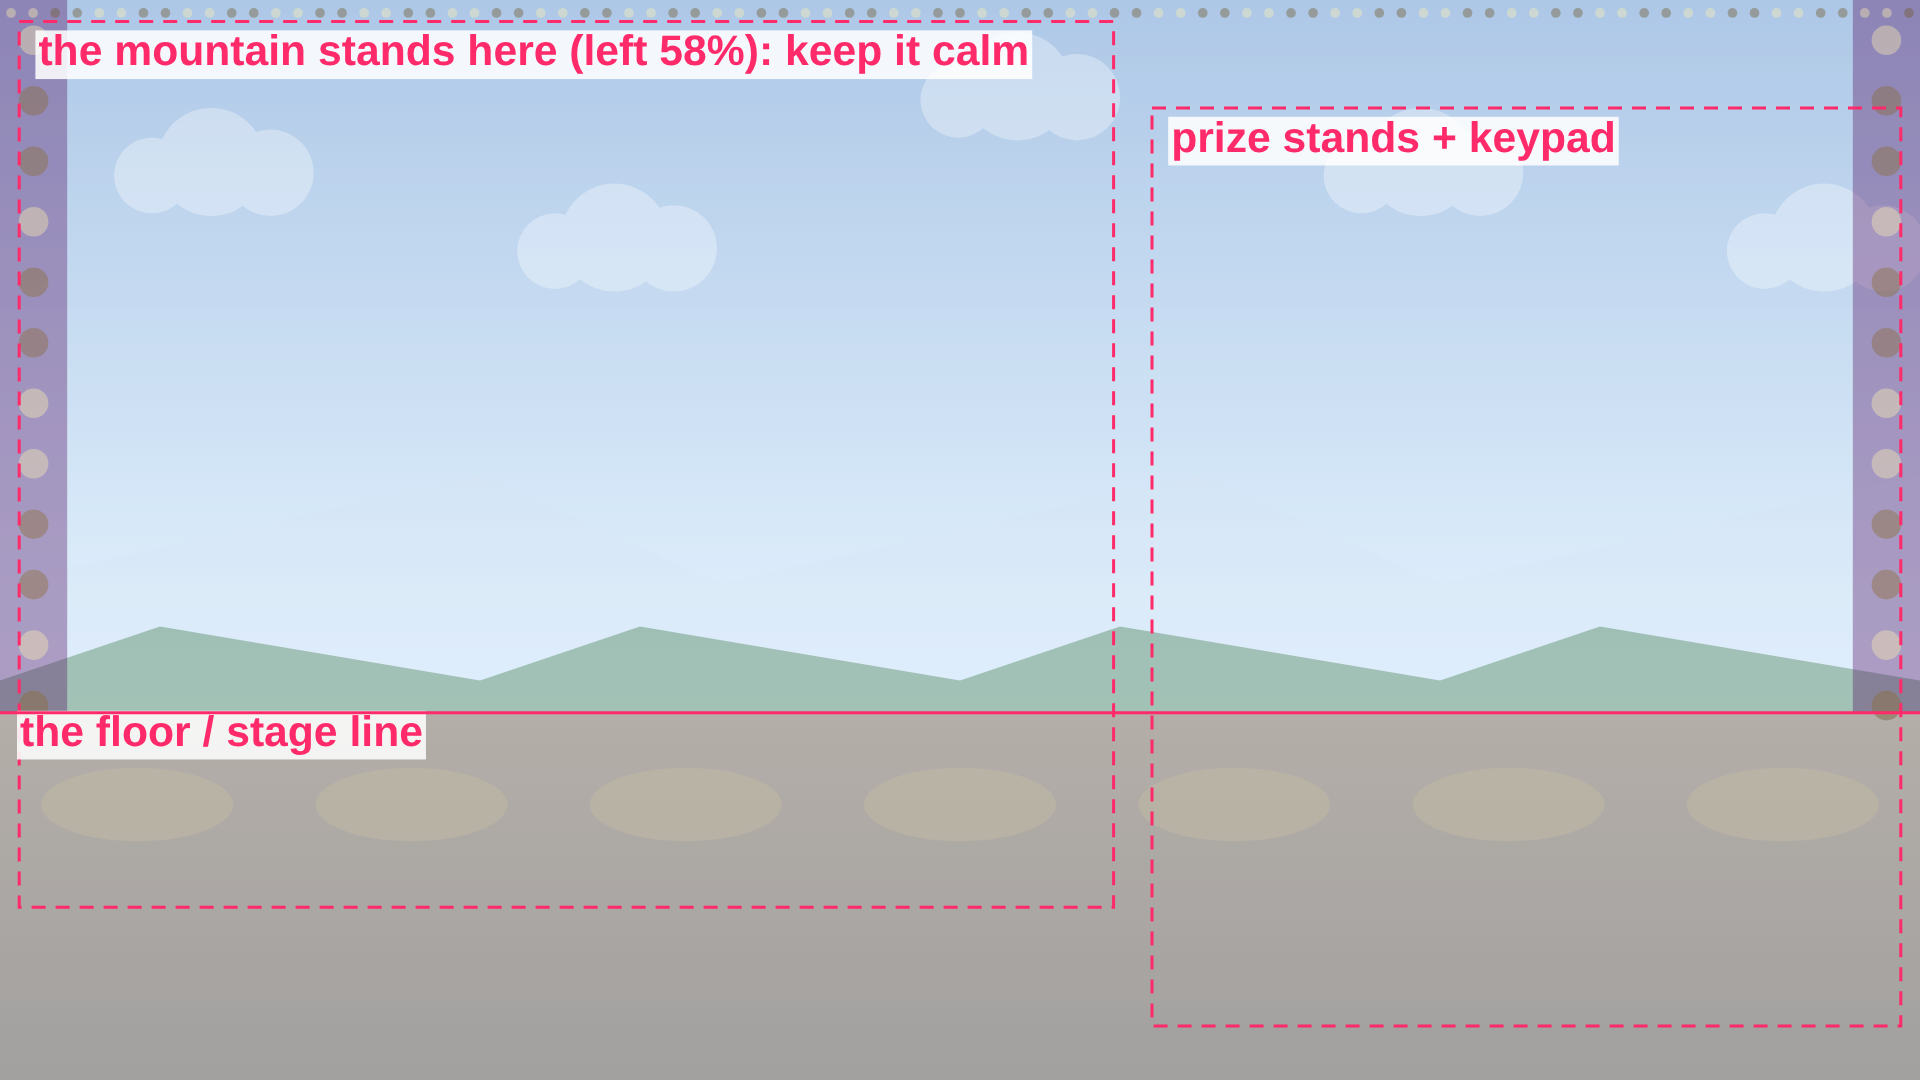 the mountain stands here (left 58%): keep it calm
prize stands + keypad
the floor / stage line